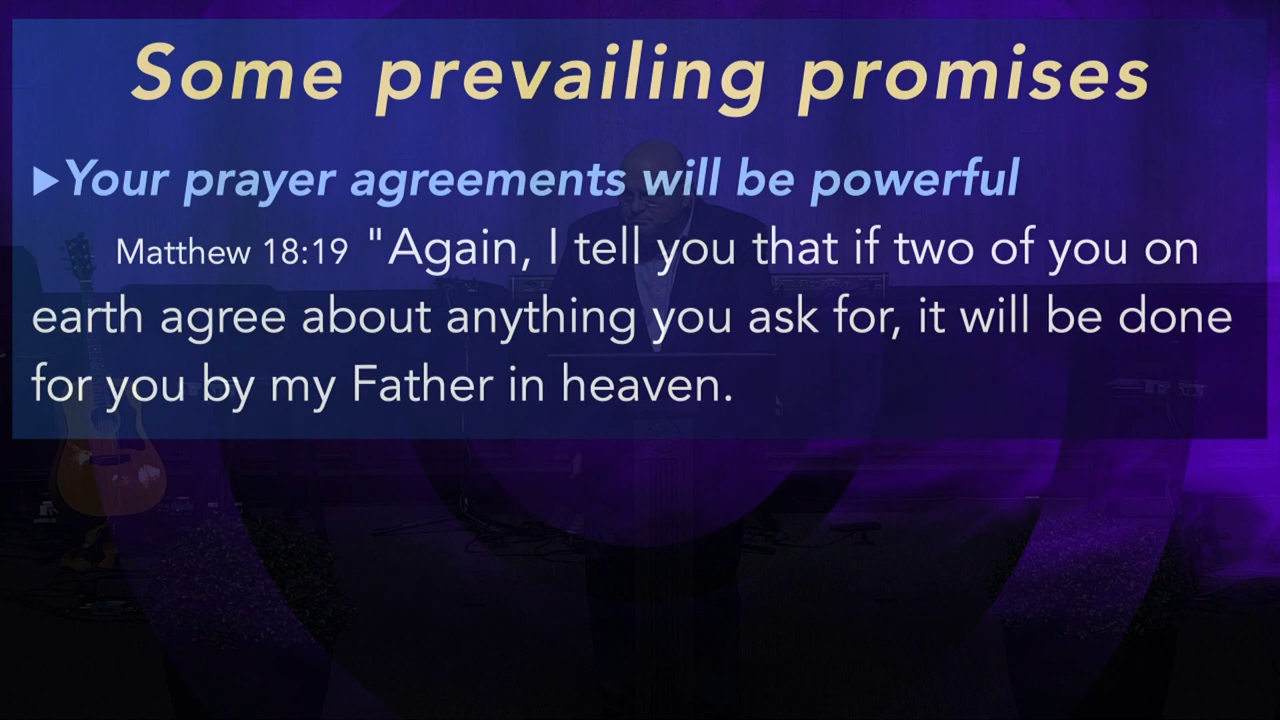 Some prevailing promises
▶Your prayer agreements will be powerful
Matthew 18:19 "Again, I tell you that if two of you on
earth agree about anything you ask for, it will be done
for you by my Father in heaven.